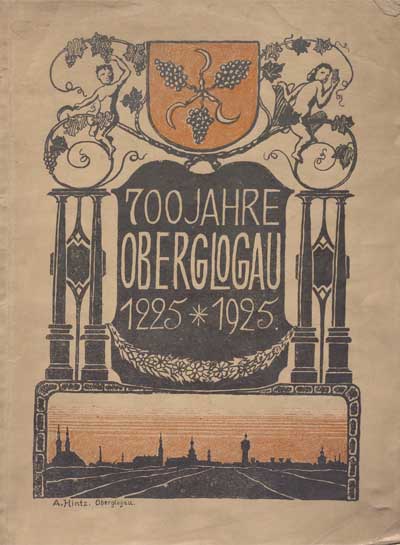 700 JAHRE
OBERGLOGAU
1225 * 1925.
A. Hintz. Oberglogau.